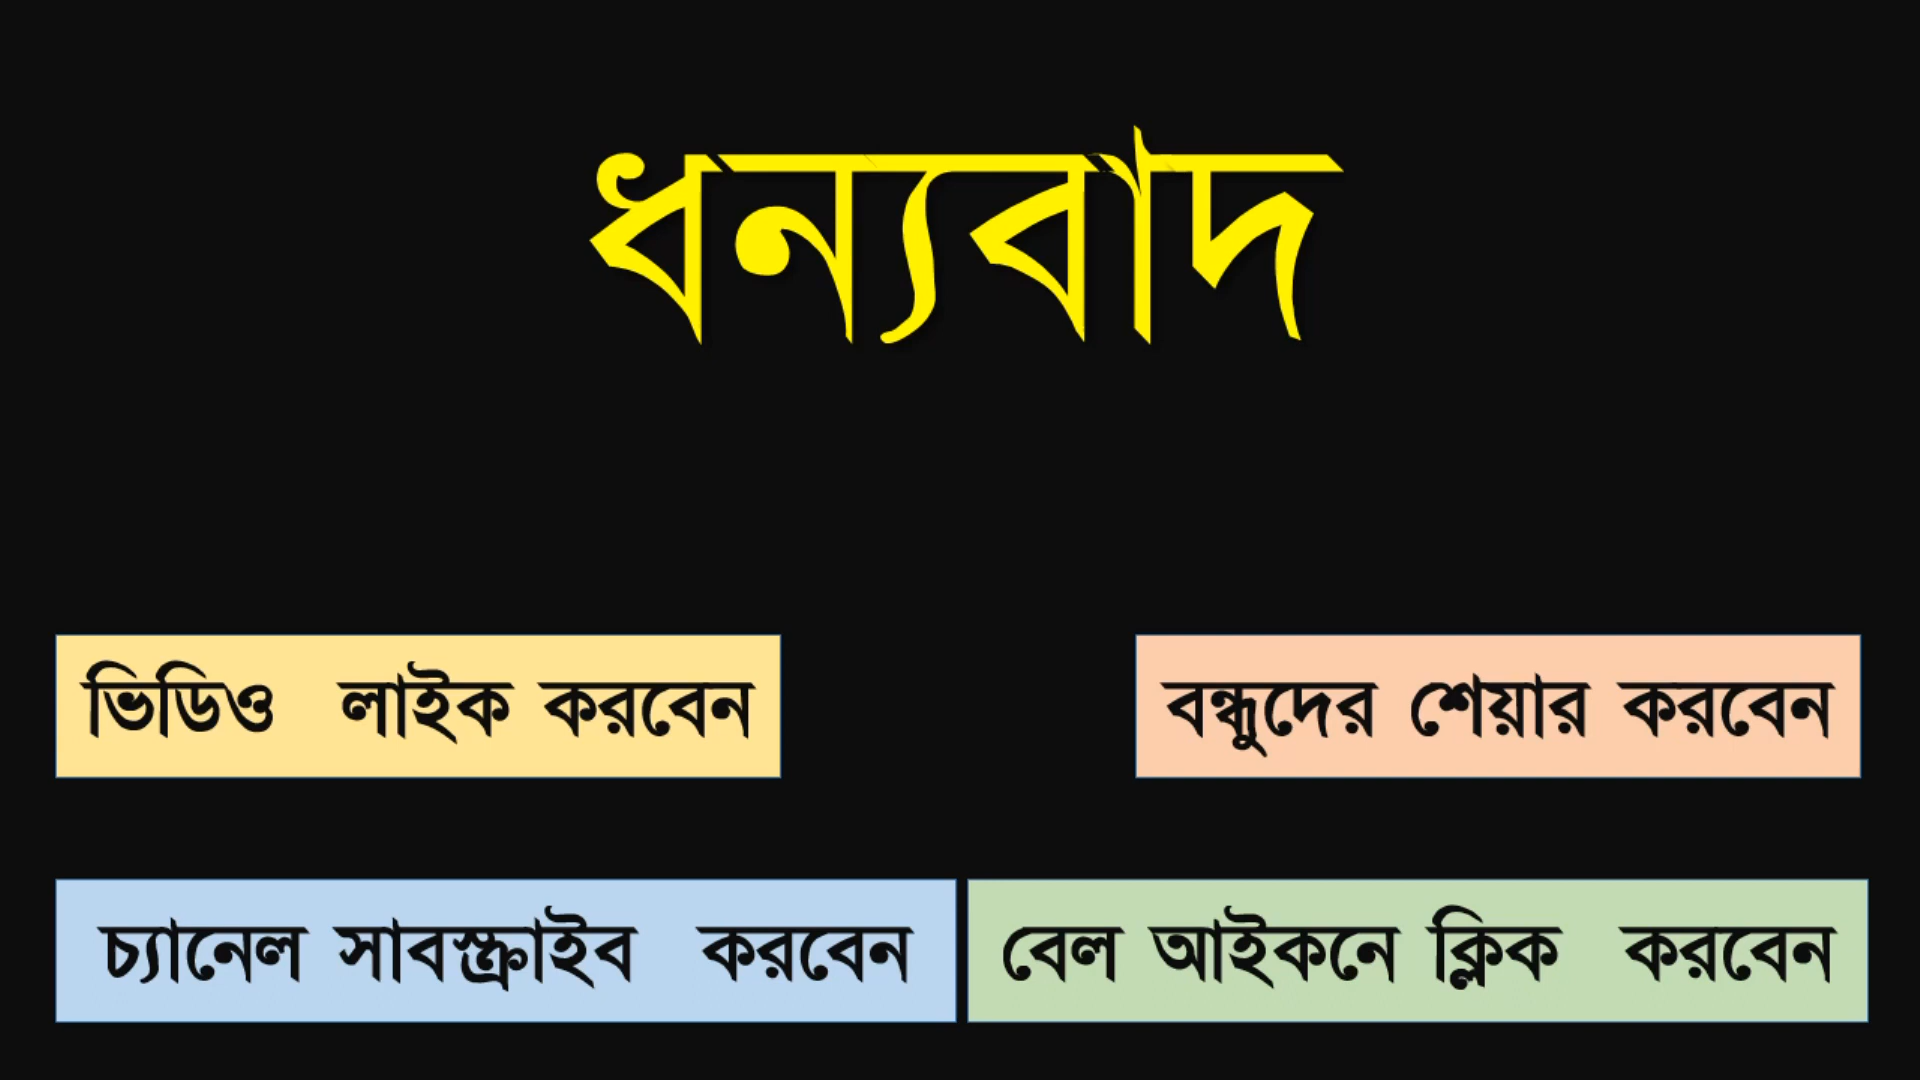 ধন্যবাদ
ভিডিও লাইক করবেন
বন্ধুদের শেয়ার করবেন
চ্যানেল সাবস্ক্রাইব করবেন
বেল আইকনে ক্লিক করবেন